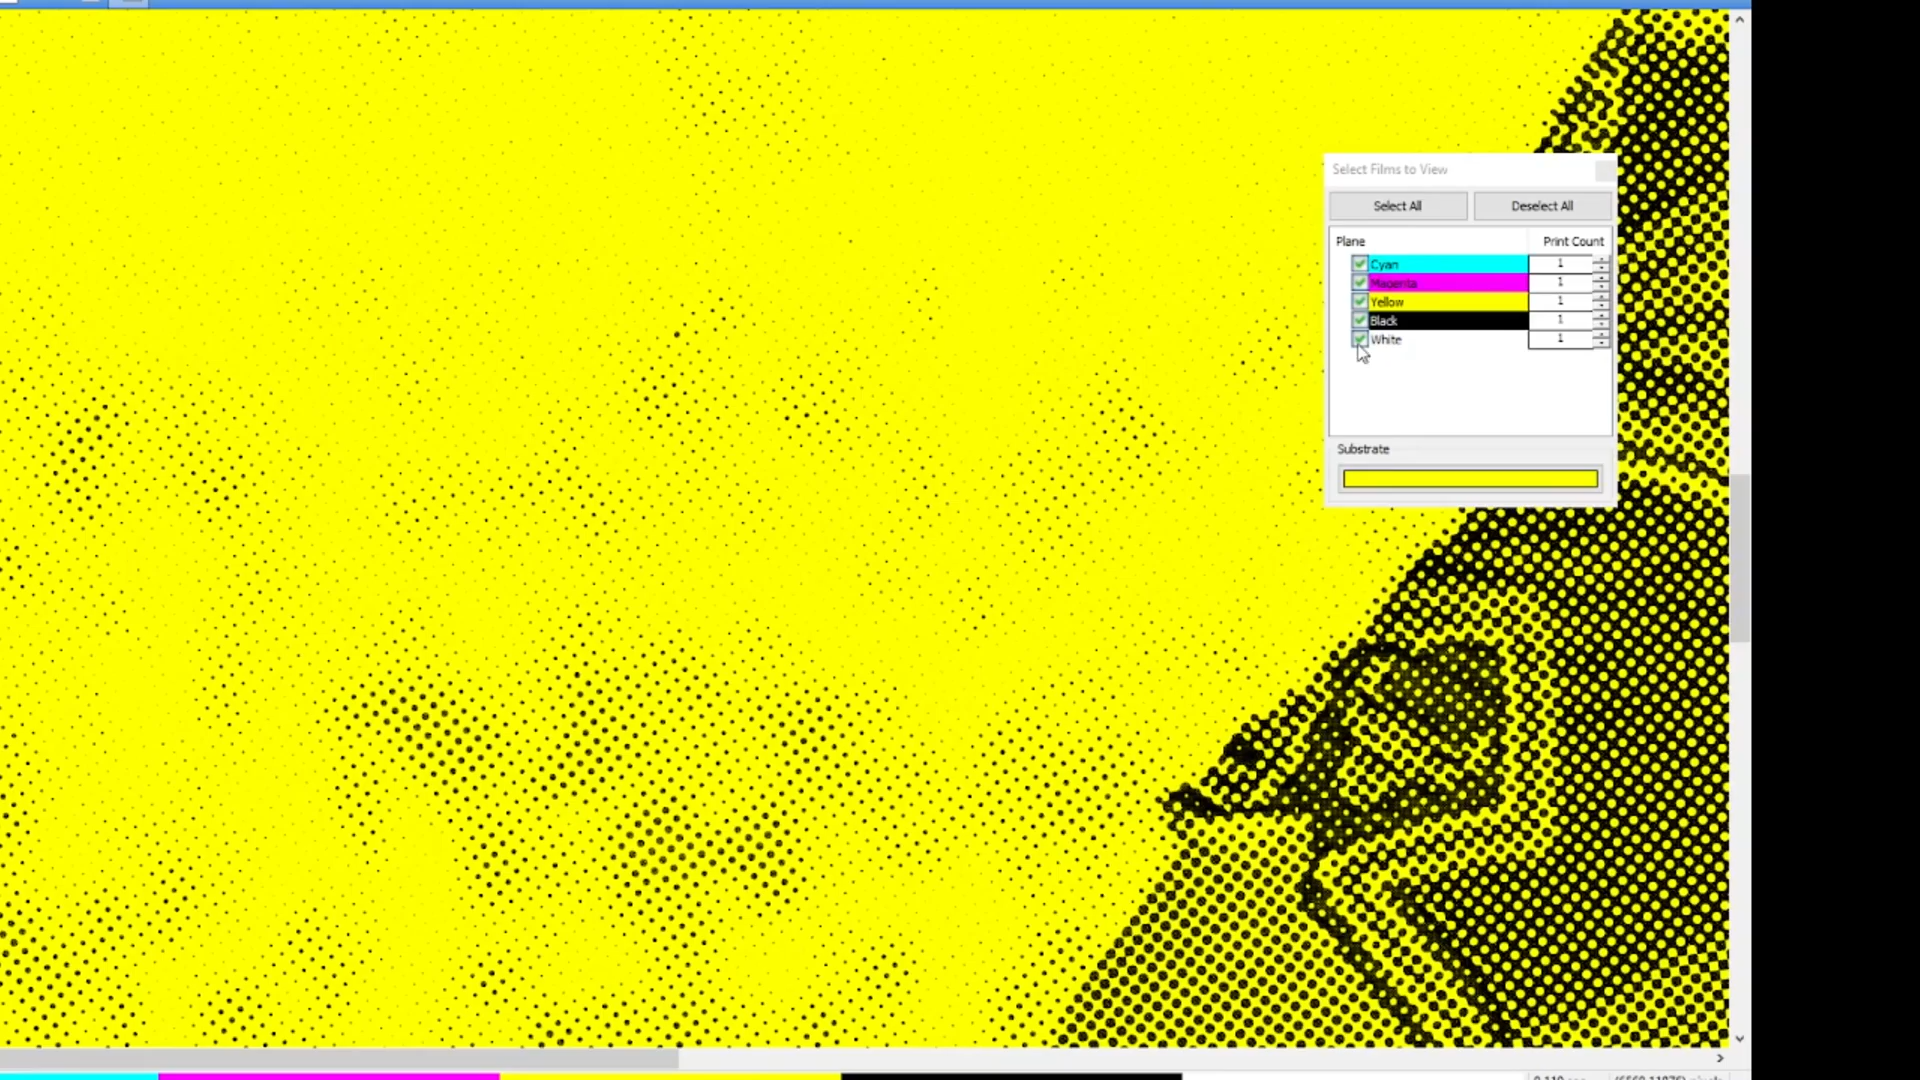 Select Films to View
Select All Deselect All
Plane Print Count
Cyan 1
Magenta 1
Yellow 1
Black 1
White 1
Substrate